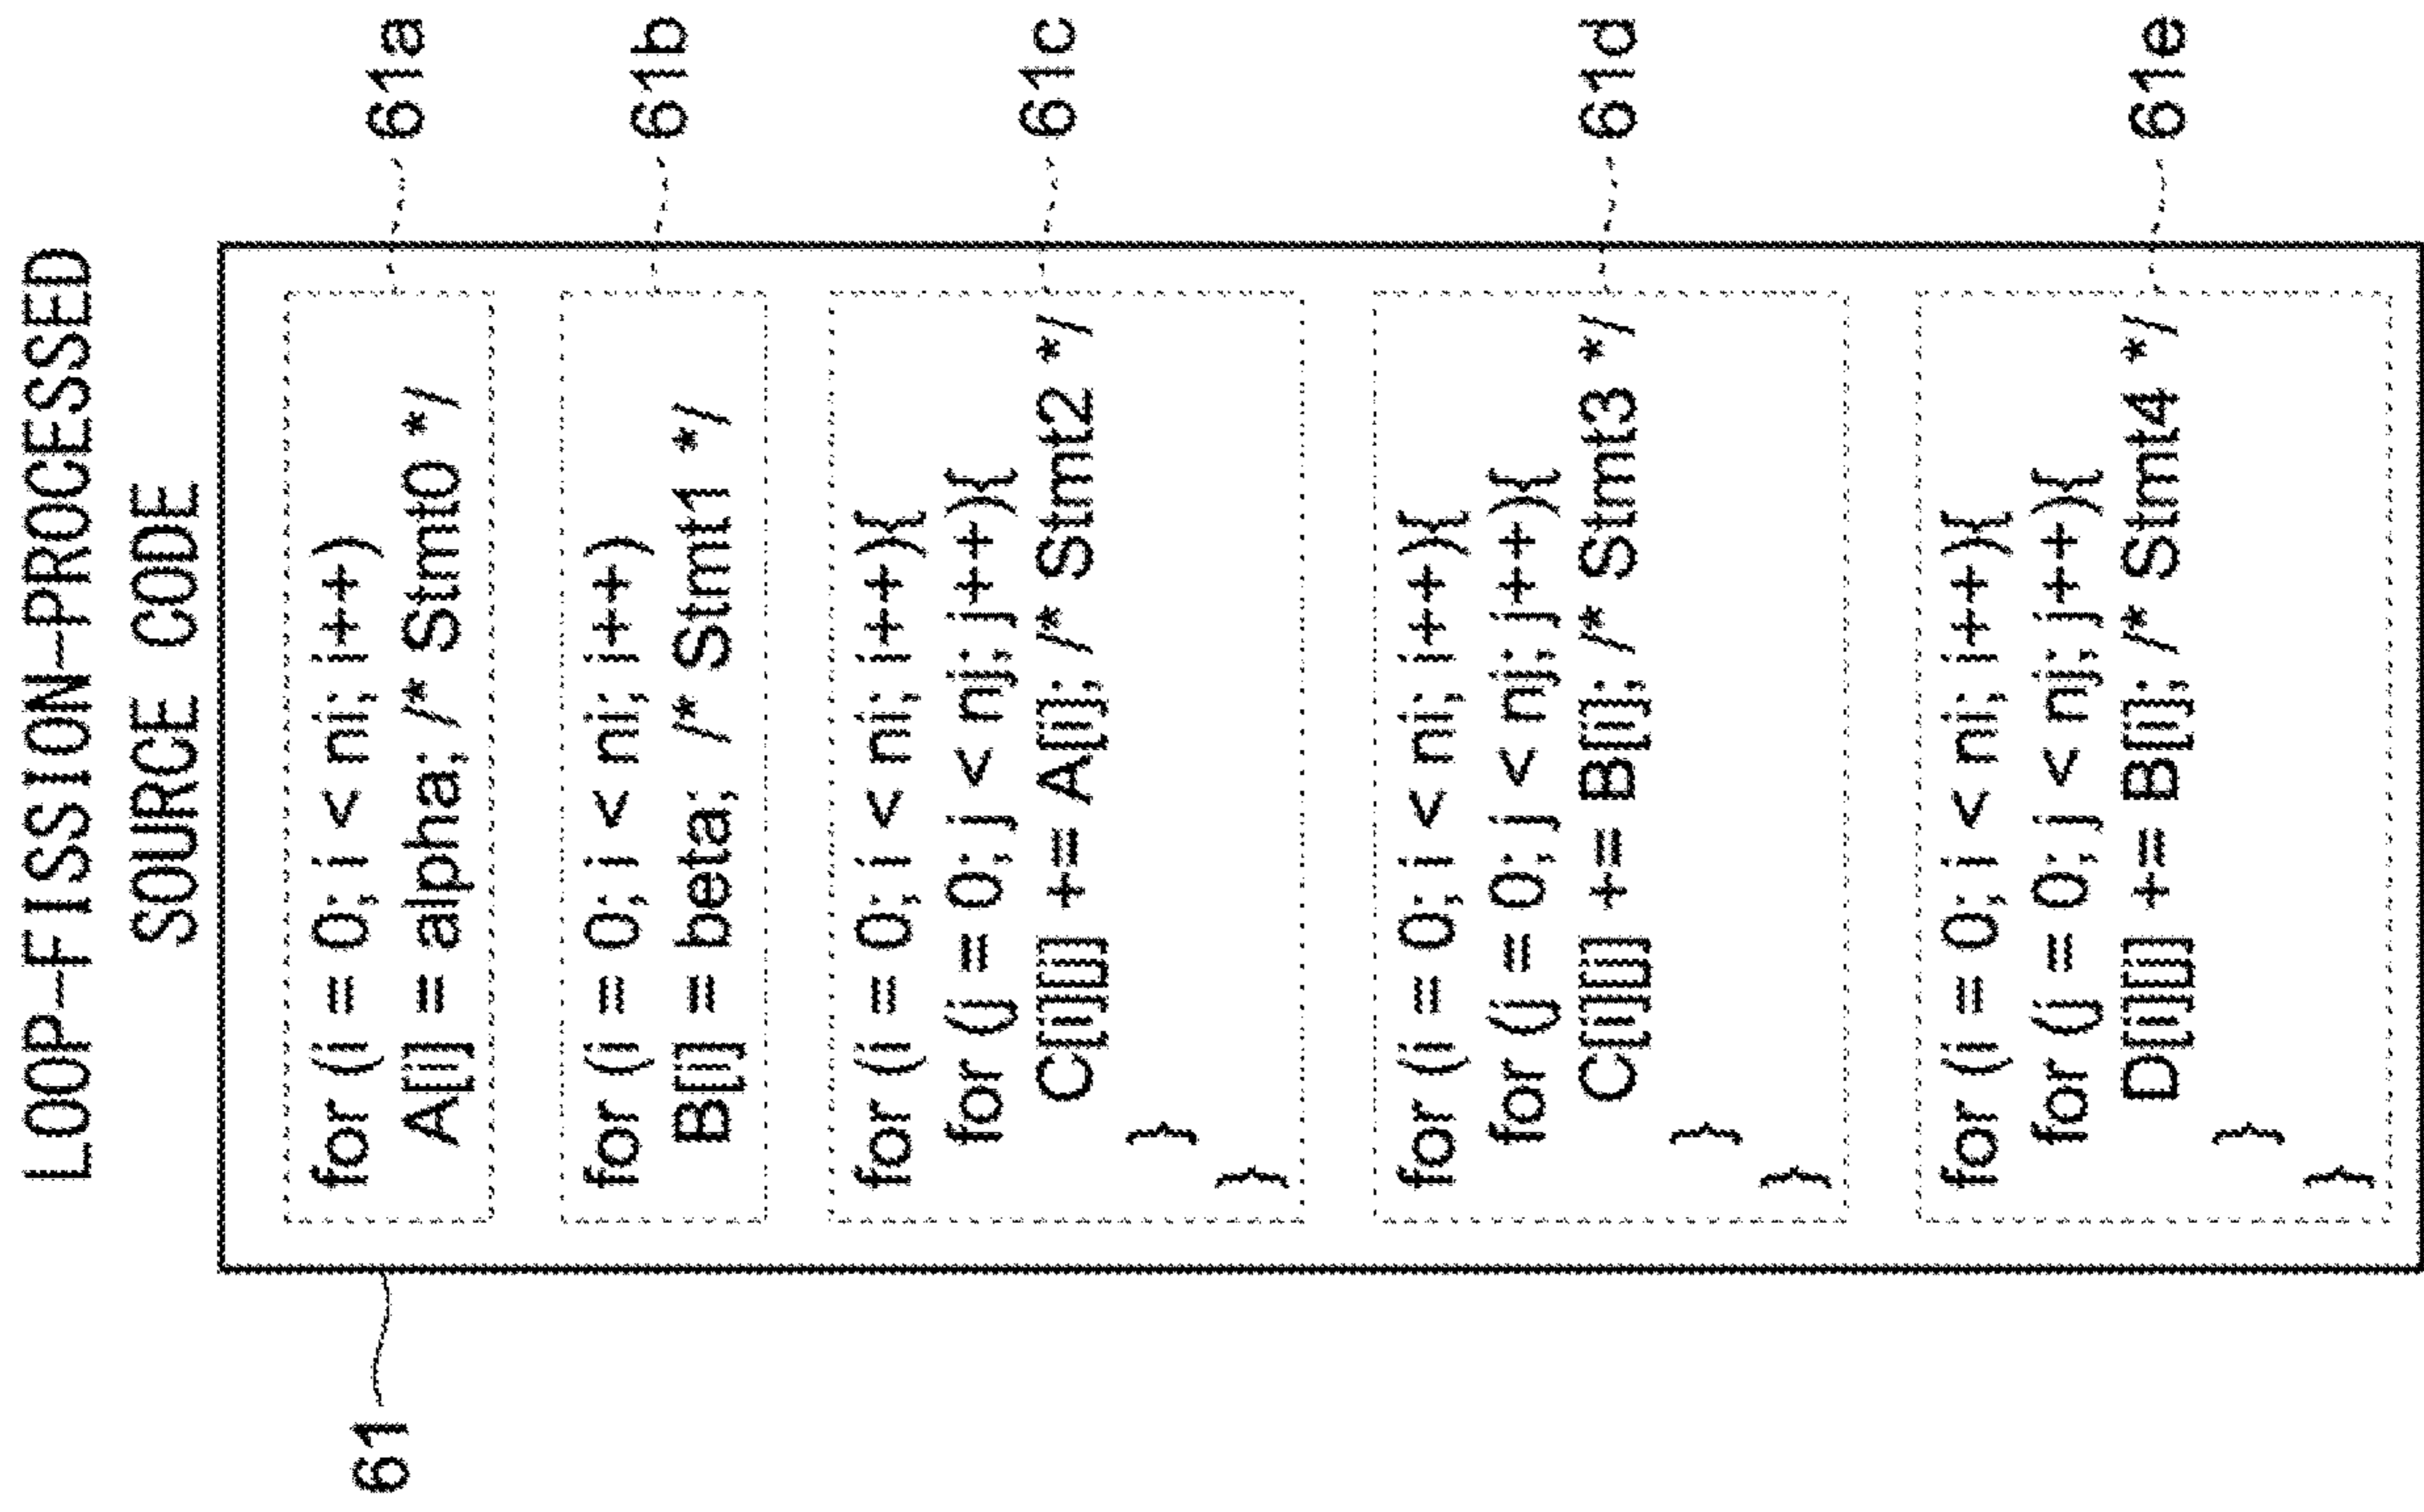 LOOP-FISSION-PROCESSED
SOURCE CODE
61
for (i = 0; i < ni; i++)
A[i] = alpha; /* Stmt0 */
61a
for (i = 0; i < ni; i++)
B[i] = beta; /* Stmt1 */
61b
for (i = 0; i < ni; i++){
for (j = 0; j < nj; j++){
C[i][j] += A[i]; /* Stmt2 */
}
}
61c
for (i = 0; i < ni; i++){
for (j = 0; j < nj; j++){
C[i][j] += B[i]; /* Stmt3 */
}
}
61d
for (i = 0; i < ni; i++){
for (j = 0; j < nj; j++){
D[i][j] += B[i]; /* Stmt4 */
}
}
61e